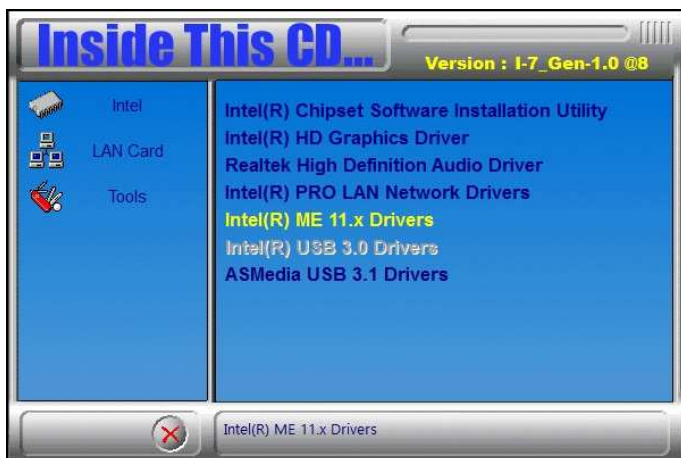 Inside This CD...
Version : I-7_Gen-1.0 @8
Intel
LAN Card
Tools
Intel(R) Chipset Software Installation Utility
Intel(R) HD Graphics Driver
Realtek High Definition Audio Driver
Intel(R) PRO LAN Network Drivers
Intel(R) ME 11.x Drivers
Intel(R) USB 3.0 Drivers
ASMedia USB 3.1 Drivers
Intel(R) ME 11.x Drivers